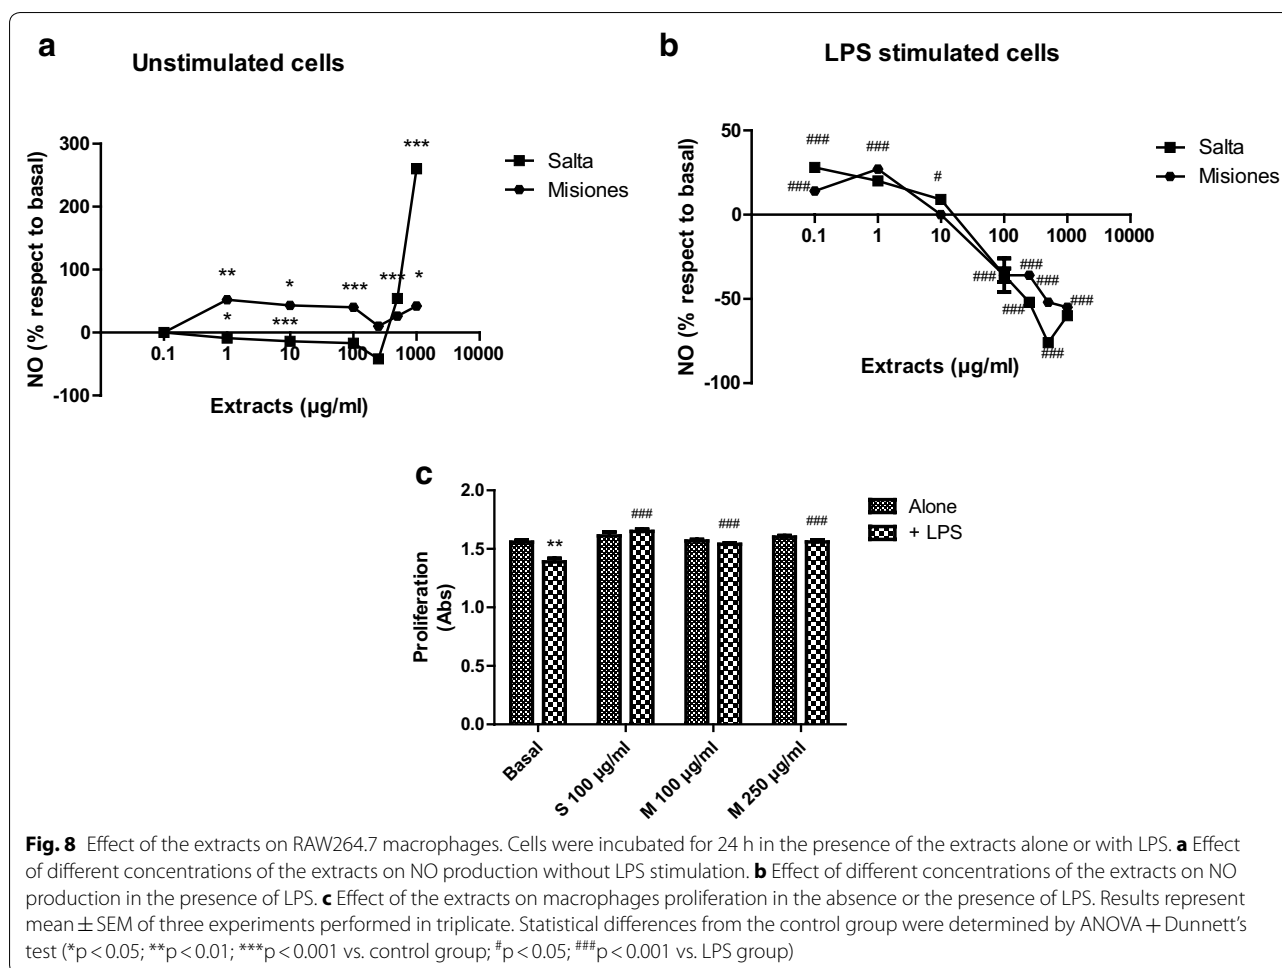 a
Unstimulated cells
NO (% respect to basal)
300
200
100
0
-100
0.1 1 10 100 1000 10000
** * *** *** *** *
* ***
Extracts (µg/ml)
Salta
Misiones
b
LPS stimulated cells
NO (% respect to basal)
50
0
-50
-100
0.1 1 10 100 1000 10000
### ### #
###
### ### ### ###
### ###
Extracts (µg/ml)
Salta
Misiones
c
Proliferation
(Abs)
2.0
1.5
1.0
0.5
0.0
** ### ### ###
Basal
S 100 µg/ml
M 100 µg/ml
M 250 µg/ml
Alone
+ LPS
Fig. 8 Effect of the extracts on RAW264.7 macrophages. Cells were incubated for 24 h in the presence of the extracts alone or with LPS. a Effect
of different concentrations of the extracts on NO production without LPS stimulation. b Effect of different concentrations of the extracts on NO
production in the presence of LPS. c Effect of the extracts on macrophages proliferation in the absence or the presence of LPS. Results represent
mean ± SEM of three experiments performed in triplicate. Statistical differences from the control group were determined by ANOVA + Dunnett's
test (*p < 0.05; **p < 0.01; ***p < 0.001 vs. control group; #p < 0.05; ###p < 0.001 vs. LPS group)